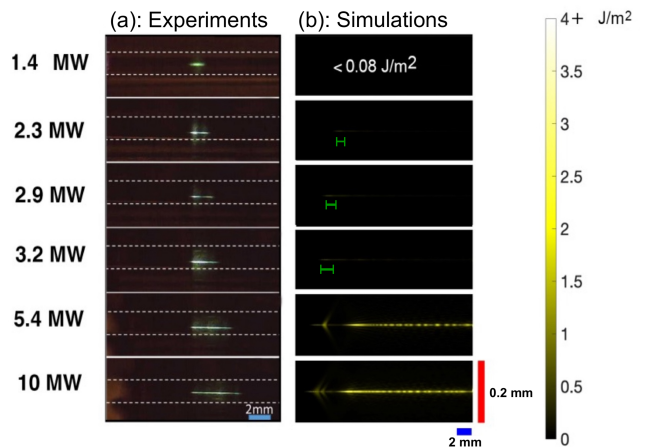 (a): Experiments
(b): Simulations
4+ J/m²
1.4 MW
< 0.08 J/m²
3.5
2.3 MW
3
2.9 MW
2.5
2
3.2 MW
1.5
5.4 MW
1
10 MW
0.5
2mm
0.2 mm
0
2 mm